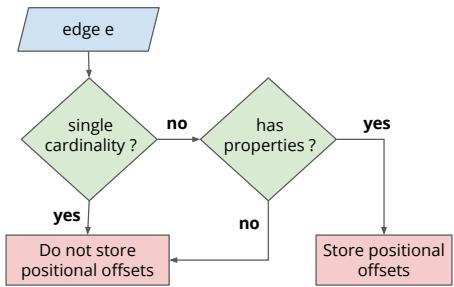 edge e
single
cardinality ?
no
has
properties ?
yes
yes
no
Do not store
positional offsets
Store positional
offsets